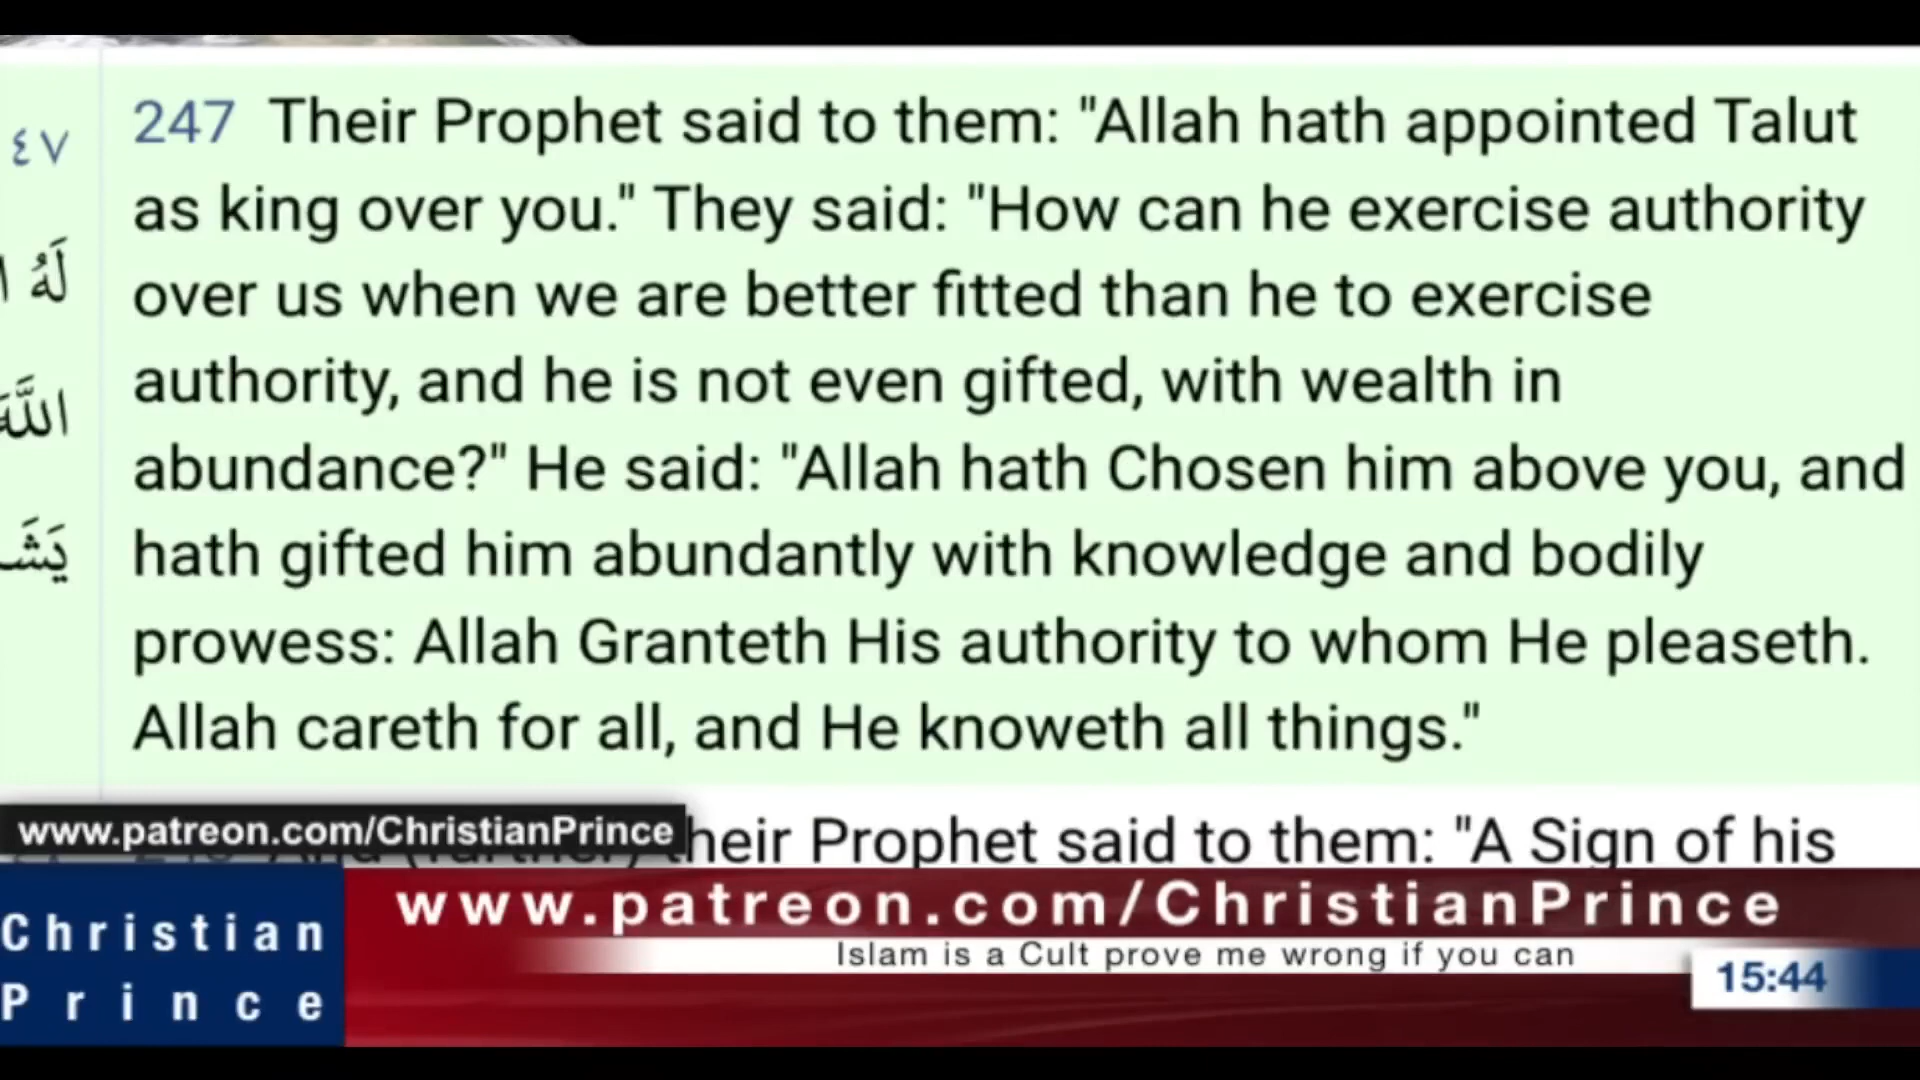 247 Their Prophet said to them: "Allah hath appointed Talut
as king over you." They said: "How can he exercise authority
over us when we are better fitted than he to exercise
authority, and he is not even gifted, with wealth in
abundance?" He said: "Allah hath Chosen him above you, and
hath gifted him abundantly with knowledge and bodily
prowess: Allah Granteth His authority to whom He pleaseth.
Allah careth for all, and He knoweth all things."
٤٧
لَهُ
اللَّهَ
www.patreon.com/ChristianPrince
their Prophet said to them: "A Sign of his
Christian
Prince
www.patreon.com/ChristianPrince
Islam is a Cult prove me wrong if you can
15:44